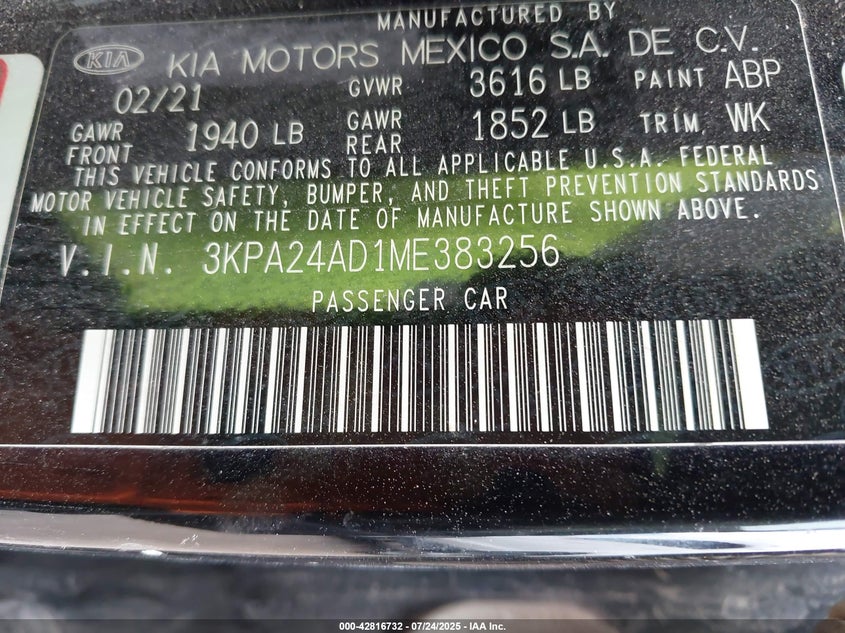 MANUFACTURED BY
KIA KIA MOTORS MEXICO S.A. DE C.V.
02/21 GVWR 3616 LB PAINT ABP
GAWR FRONT 1940 LB GAWR REAR 1852 LB TRIM WK
THIS VEHICLE CONFORMS TO ALL APPLICABLE U.S.A. FEDERAL
MOTOR VEHICLE SAFETY, BUMPER, AND THEFT PREVENTION STANDARDS
IN EFFECT ON THE DATE OF MANUFACTURE SHOWN ABOVE.
V.I.N. 3KPA24AD1ME383256
PASSENGER CAR
000-42816732 - 07/24/2025 - IAA Inc.